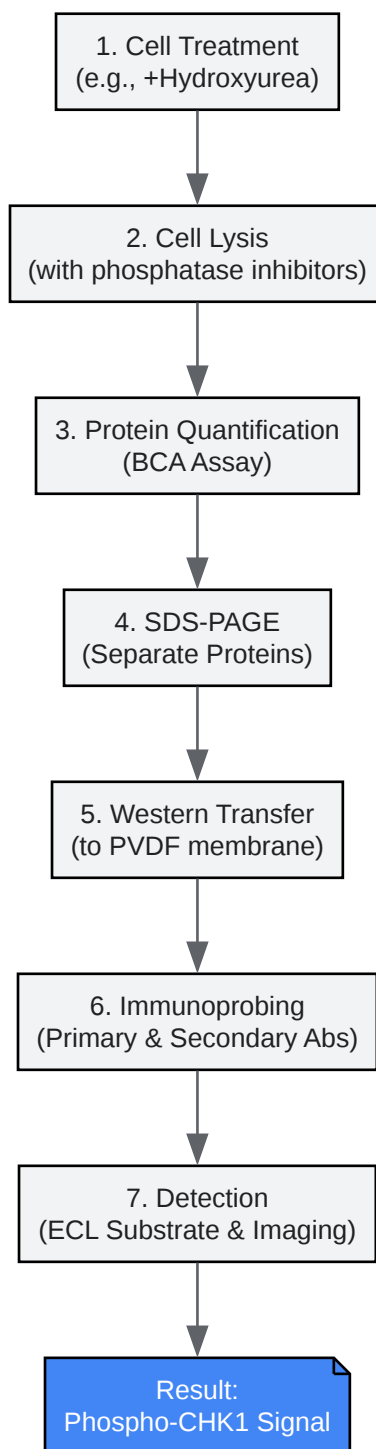 1. Cell Treatment
(e.g., +Hydroxyurea)
2. Cell Lysis
(with phosphatase inhibitors)
3. Protein Quantification
(BCA Assay)
4. SDS-PAGE
(Separate Proteins)
5. Western Transfer
(to PVDF membrane)
6. Immunoprobing
(Primary & Secondary Abs)
7. Detection
(ECL Substrate & Imaging)
Result:
Phospho-CHK1 Signal